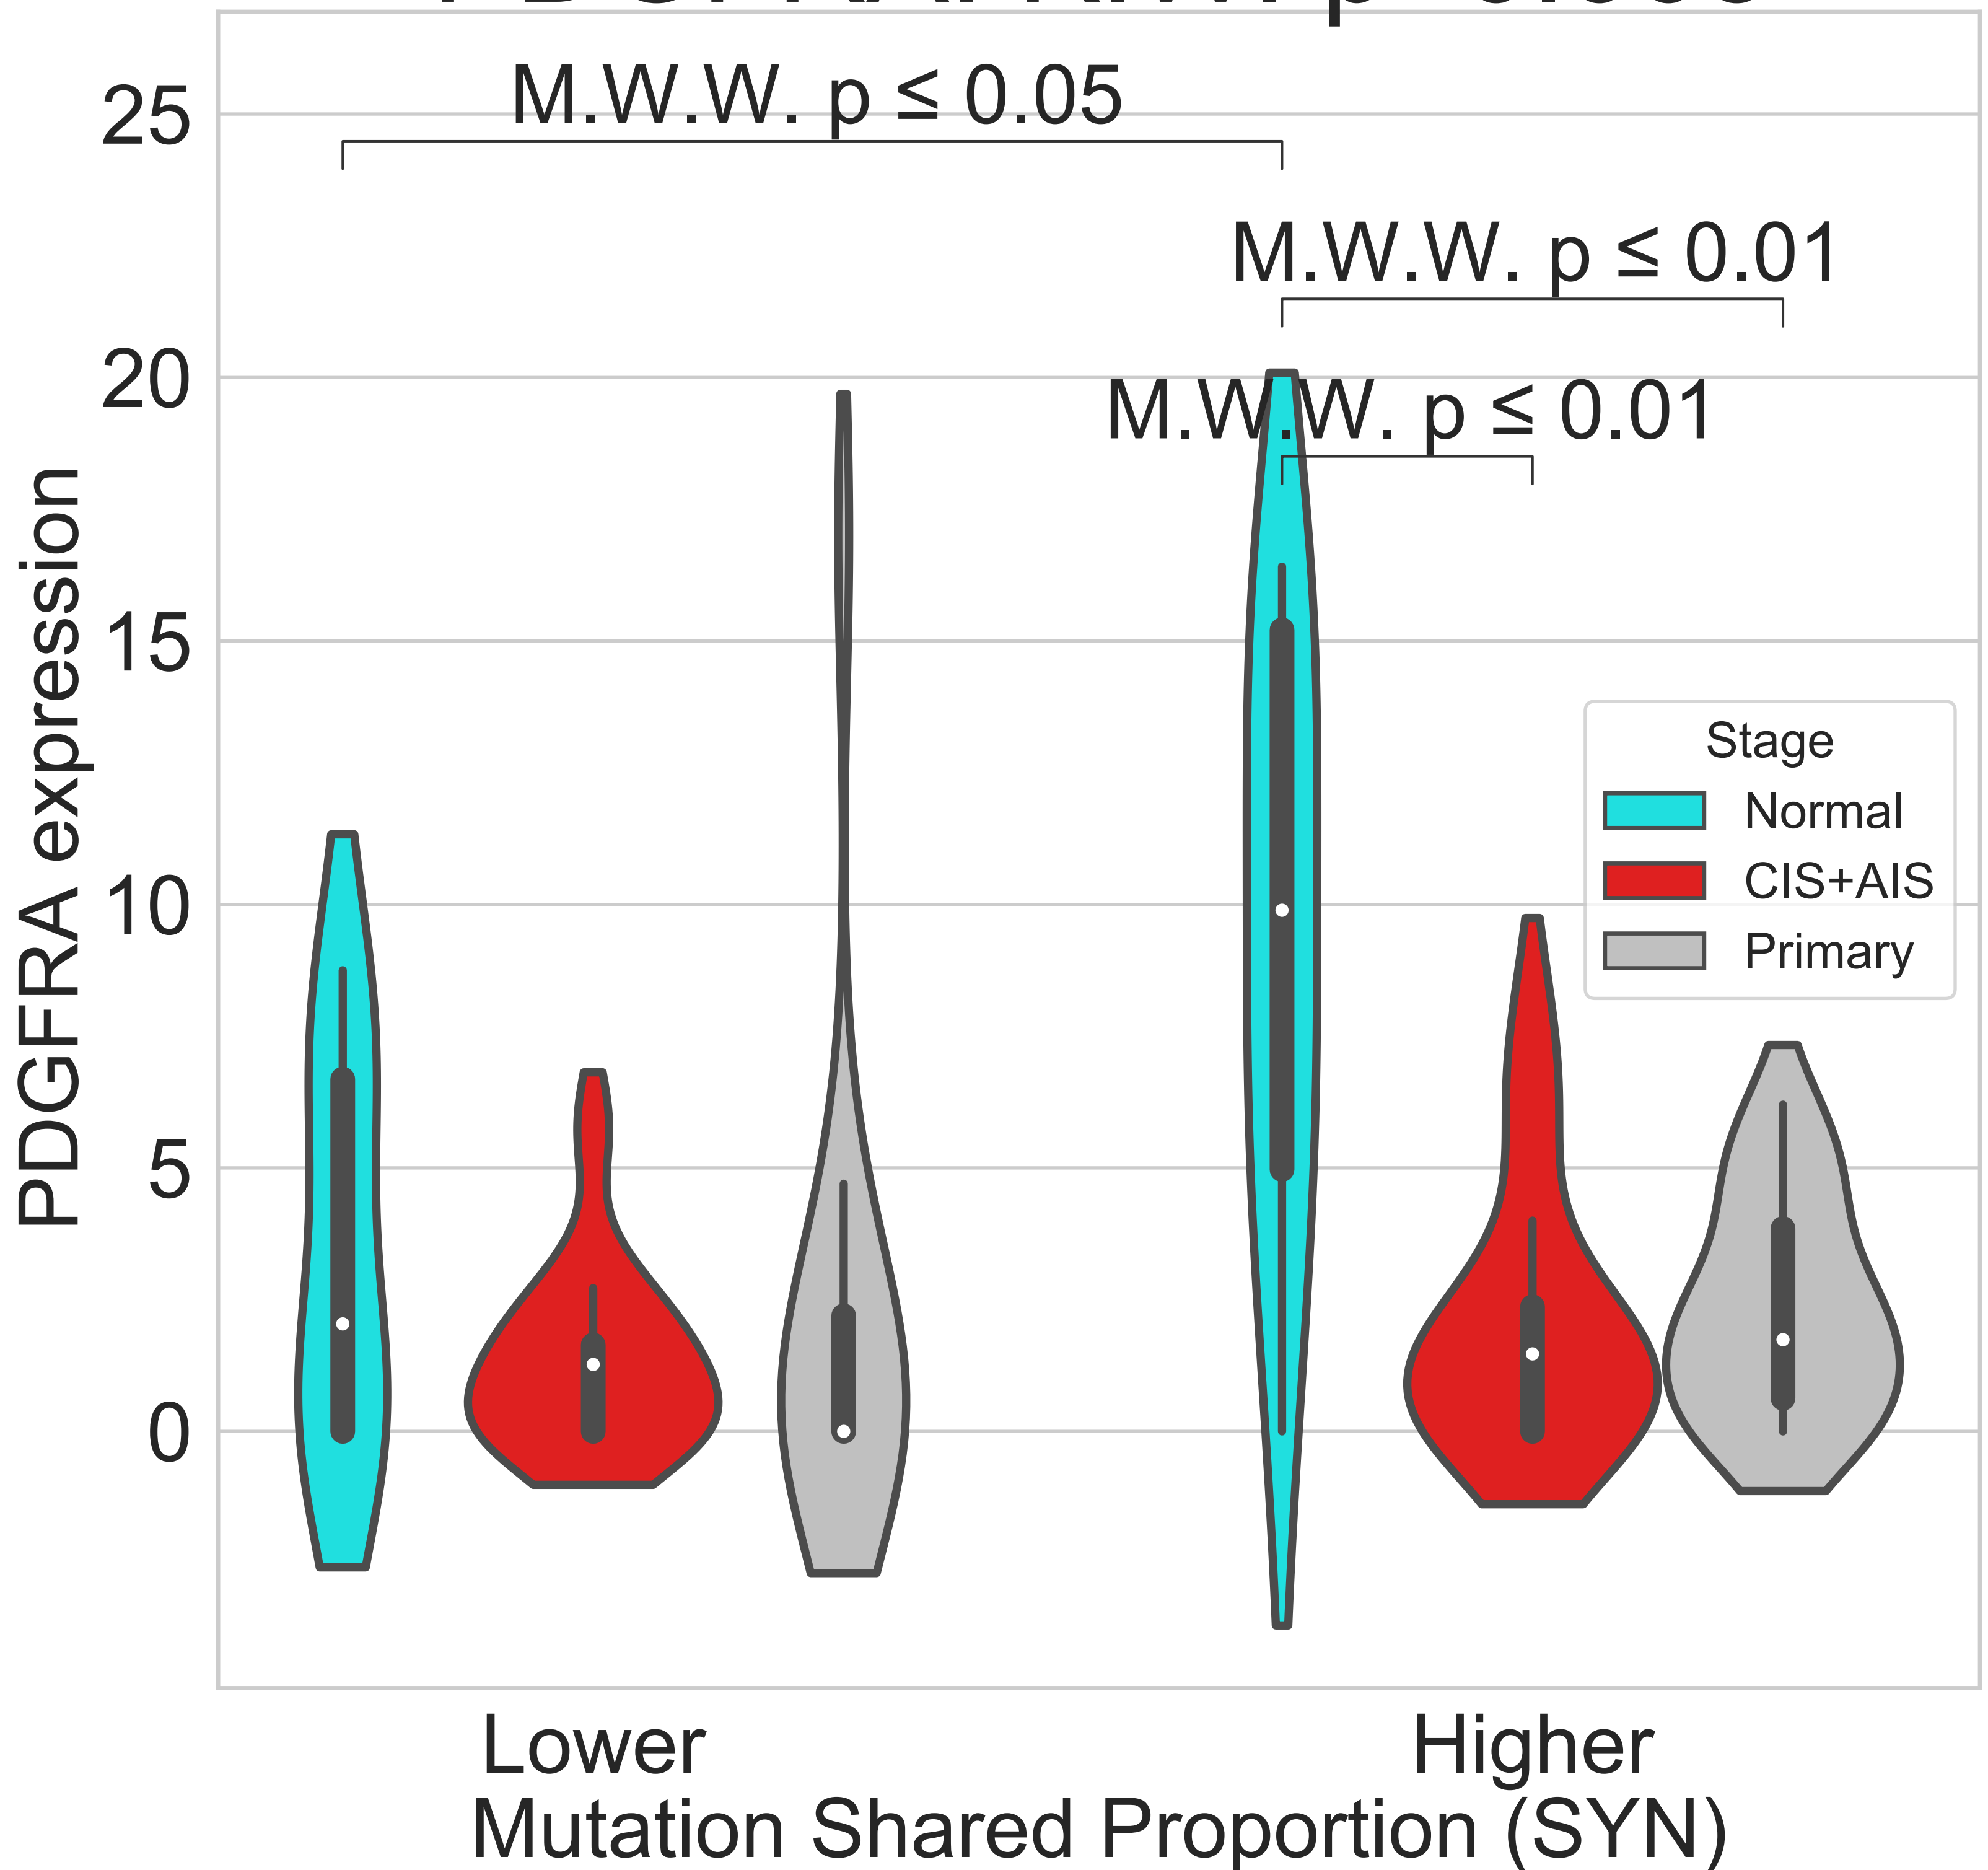 M.W.W. p ≤ 0.05
M.W.W. p ≤ 0.01
M.W.W. p ≤ 0.01
25
20
15
10
5
0
PDGFRA expression
Stage
Normal
CIS+AIS
Primary
Lower
Higher
Mutation Shared Proportion (SYN)